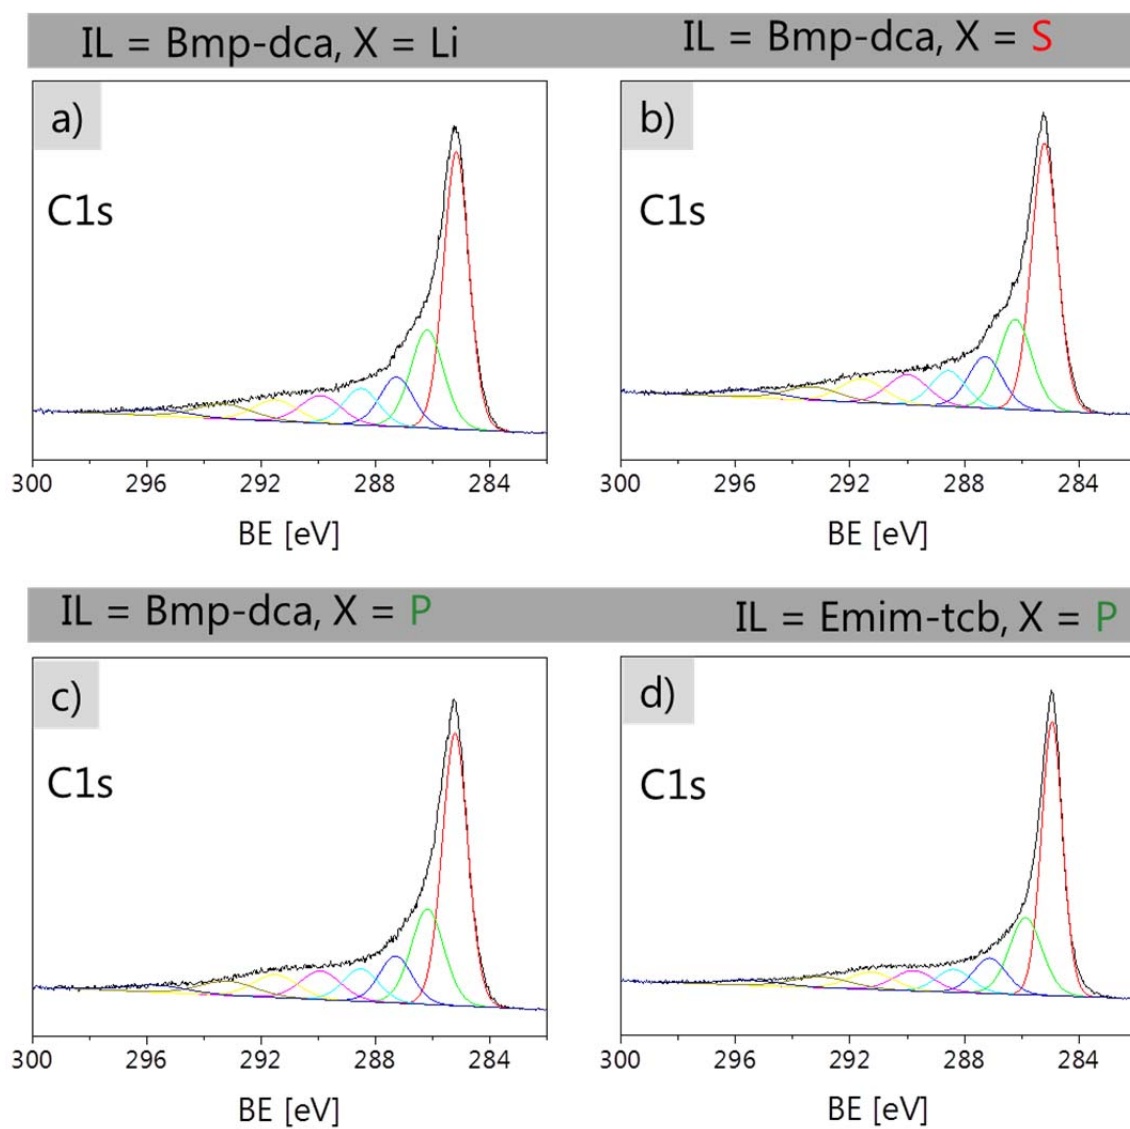 IL = Bmp-dca, X = Li
IL = Bmp-dca, X = S
a)
C1s
300 296 292 288 284
BE [eV]
b)
C1s
300 296 292 288 284
BE [eV]
IL = Bmp-dca, X = P
IL = Emim-tcb, X = P
c)
C1s
300 296 292 288 284
BE [eV]
d)
C1s
300 296 292 288 284
BE [eV]